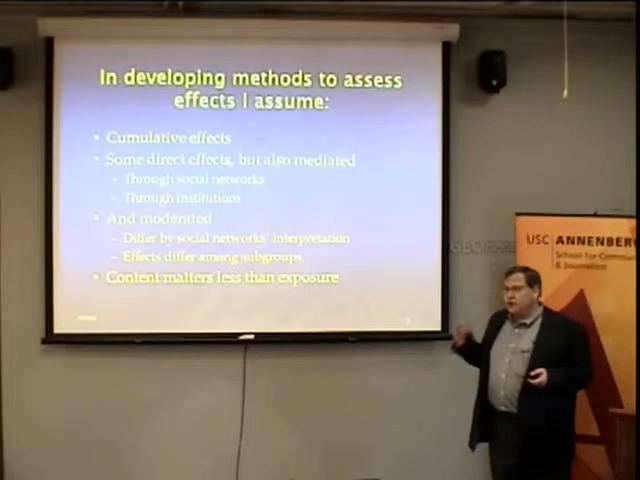 In developing methods to assess
effects I assume:
• Cumulative effects
• Some direct effects, but also mediated
– Through social networks
– Through institutions
• And moderated
– Differ by social networks' interpretation
– Effects differ among subgroups
• Content matters less than exposure
USC ANNENBERG
School for Commu
& Journalism